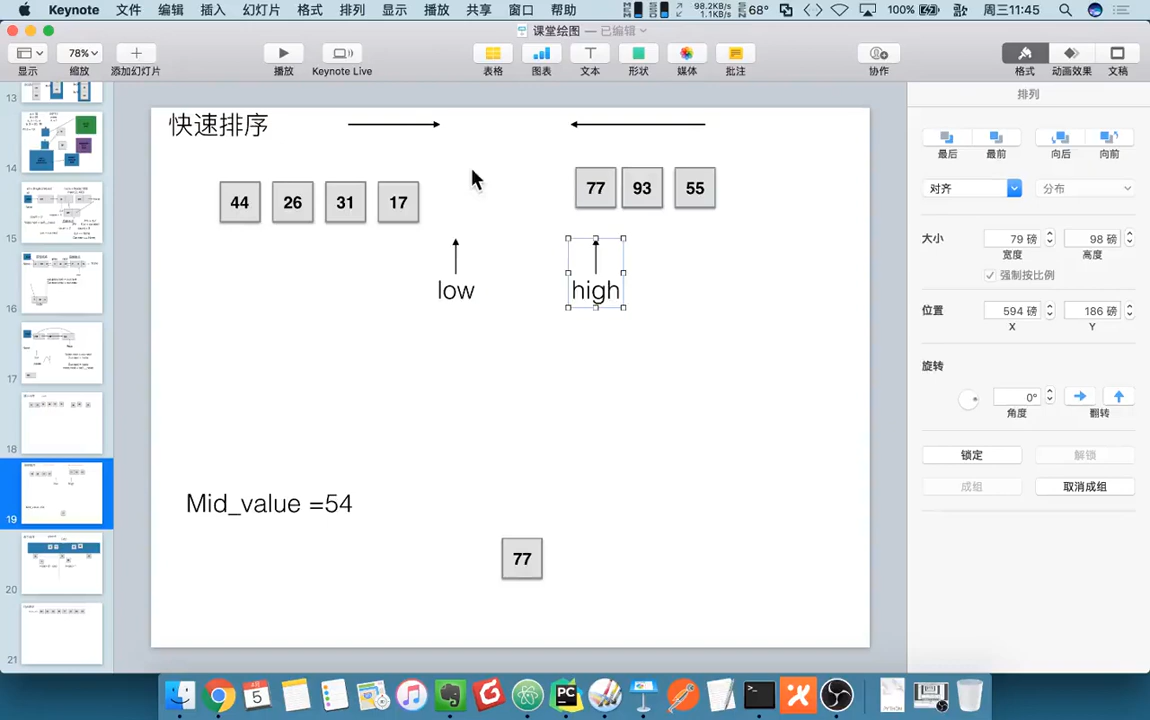 Keynote 文件 编辑 插入 幻灯片 格式 排列 显示 播放 共享 窗口 帮助 98.2KB/s 1.1KB/s 68° 100% 周三11:45
课堂绘图 — 已编辑
78%
显示 缩放 添加幻灯片 播放 Keynote Live 表格 图表 文本 形状 媒体 批注 协作 格式 动画效果 文稿
13
14
15
16
17
18
19
20
21
快速排序
44 26 31 17 77 93 55
low high
Mid_value =54
77
排列
最后 最前 向后 向前
对齐 分布
大小 79 磅 98 磅
宽度 高度
强制按比例
位置 594 磅 186 磅
X Y
旋转
0°
角度 翻转
锁定 解锁
成组 取消成组
5
PC